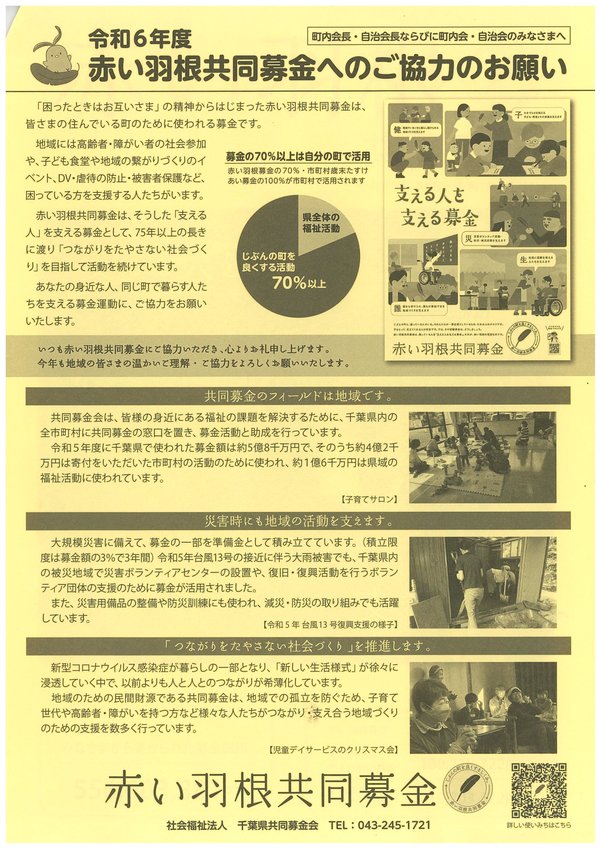 町内会長・自治会長ならびに町内会・自治会のみなさまへ
令和６年度
赤い羽根共同募金へのご協力のお願い
「困ったときはお互いさま」の精神からはじまった赤い羽根共同募金は、
皆さまの住んでいる町のために使われる募金です。
地域には高齢者・障がい者の社会参加
や、子ども食堂や地域の繋がりづくりのイ
ベント、DV・虐待の防止・被害者保護など、
困っている方を支援する人たちがいます。
赤い羽根共同募金は、そうした「支える
人」を支える募金として、75年以上の長き
に渡り「つながりをたやさない社会づく
り」を目指して活動を続けています。
あなたの身近な人、同じ町で暮らす人た
ちを支える募金運動に、ご協力をお願い
いたします。
募金の70%以上は自分の町で活用
赤い羽根募金の70%・市町村歳末たすけ
あい募金の100%が市町村で活用されます
県全体の
福祉活動
じぶんの町を
良くする活動
70%以上
支える人を
支える募金
子
災
生
赤い羽根共同募金
いつも赤い羽根共同募金にご協力いただき、心よりお礼申し上げます。
今年も地域の皆さまの温かいご理解・ご協力をよろしくお願いいたします。
共同募金のフィールドは地域です。
共同募金会は、皆様の身近にある福祉の課題を解決するために、千葉県内の
全市町村に共同募金の窓口を置き、募金活動と助成を行っています。
令和５年度に千葉県で使われた募金額は約5億8千万円で、そのうち約4億2千
万円は寄付をいただいた市町村の活動のために使われ、約1億6千万円は県域の
福祉活動に使われています。
【子育てサロン】
災害時にも地域の活動を支えます。
大規模災害に備えて、募金の一部を準備金として積み立てています。（積立限
度は募金額の3%で3年間）令和5年台風13号の接近に伴う大雨被害でも、千葉県内
の被災地域で災害ボランティアセンターの設置や、復旧・復興活動を行うボラン
ティア団体の支援のために募金が活用されました。
また、災害用備品の整備や防災訓練にも使われ、減災・防災の取り組みでも活躍
しています。
【令和５年 台風13号復興支援の様子】
「つながりをたやさない社会づくり」を推進します。
新型コロナウイルス感染症が暮らしの一部となり、「新しい生活様式」が徐々に
浸透していく中で、以前よりも人と人とのつながりが希薄化しています。
地域のための民間財源である共同募金は、地域での孤立を防ぐため、子育て
世代や高齢者・障がいを持つ方など様々な人たちがつながり・支え合う地域づくり
のための支援を数多く行っています。
【児童デイサービスのクリスマス会】
赤い羽根共同募金
社会福祉法人　千葉県共同募金会　TEL：043-245-1721
詳しい使いみちはこちら